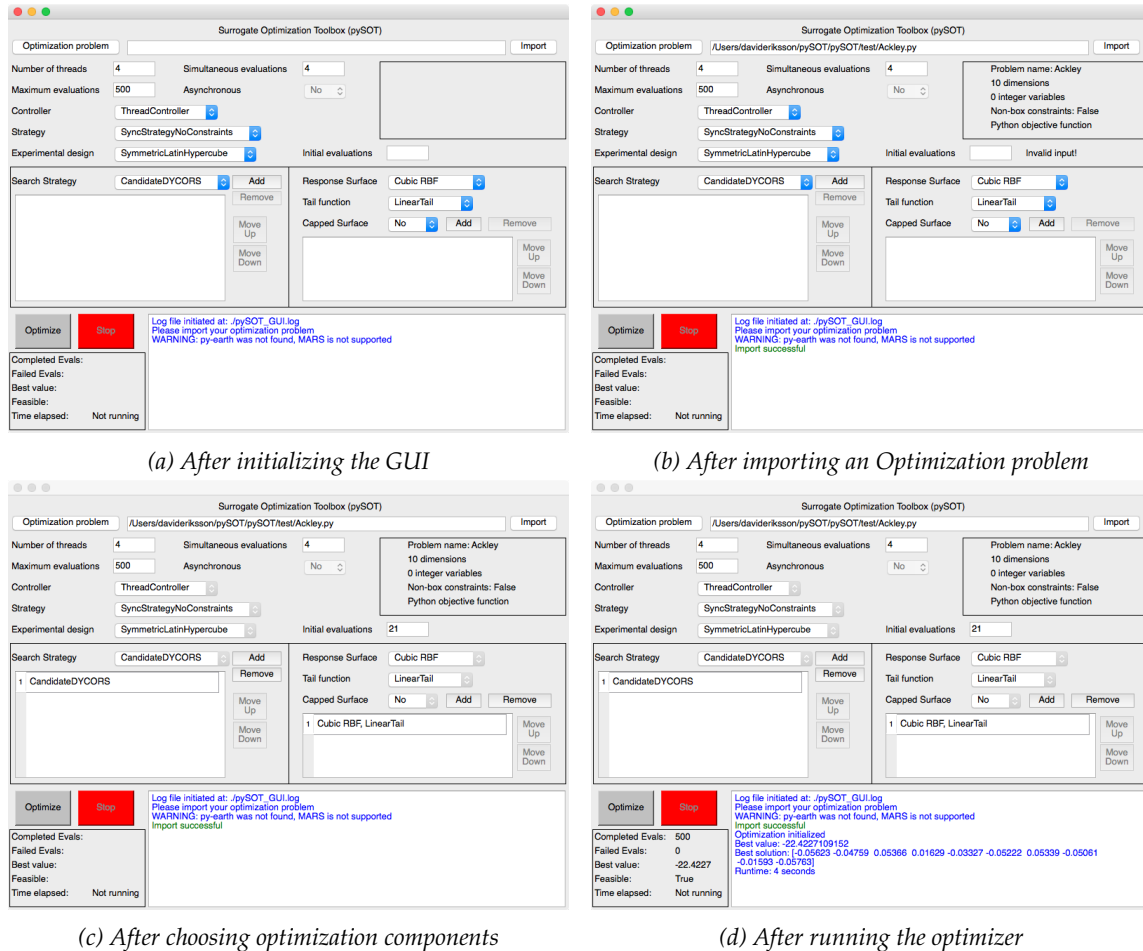 Surrogate Optimization Toolbox (pySOT)
Optimization problem Import
Number of threads 4 Simultaneous evaluations 4
Maximum evaluations 500 Asynchronous No
Controller ThreadController
Strategy SyncStrategyNoConstraints
Experimental design SymmetricLatinHypercube Initial evaluations
Search Strategy CandidateDYCORS Add
Remove
Move
Up
Move
Down
Response Surface Cubic RBF
Tail function LinearTail
Capped Surface No Add Remove
Move
Up
Move
Down
Optimize Stop
Log file initiated at: ./pySOT_GUI.log
Please import your optimization problem
WARNING: py-earth was not found, MARS is not supported
Completed Evals:
Failed Evals:
Best value:
Feasible:
Time elapsed: Not running
(a) After initializing the GUI
Surrogate Optimization Toolbox (pySOT)
Optimization problem /Users/davideriksson/pySOT/pySOT/test/Ackley.py Import
Number of threads 4 Simultaneous evaluations 4
Maximum evaluations 500 Asynchronous No
Controller ThreadController
Strategy SyncStrategyNoConstraints
Problem name: Ackley
10 dimensions
0 integer variables
Non-box constraints: False
Python objective function
Experimental design SymmetricLatinHypercube Initial evaluations Invalid input!
Search Strategy CandidateDYCORS Add
Remove
Move
Up
Move
Down
Response Surface Cubic RBF
Tail function LinearTail
Capped Surface No Add Remove
Move
Up
Move
Down
Optimize Stop
Log file initiated at: ./pySOT_GUI.log
Please import your optimization problem
WARNING: py-earth was not found, MARS is not supported
Import successful
Completed Evals:
Failed Evals:
Best value:
Feasible:
Time elapsed: Not running
(b) After importing an Optimization problem
Surrogate Optimization Toolbox (pySOT)
Optimization problem /Users/davideriksson/pySOT/pySOT/test/Ackley.py Import
Number of threads 4 Simultaneous evaluations 4
Maximum evaluations 500 Asynchronous No
Controller ThreadController
Strategy SyncStrategyNoConstraints
Problem name: Ackley
10 dimensions
0 integer variables
Non-box constraints: False
Python objective function
Experimental design SymmetricLatinHypercube Initial evaluations 21
Search Strategy CandidateDYCORS Add
Remove
1 CandidateDYCORS
Move
Up
Move
Down
Response Surface Cubic RBF
Tail function LinearTail
Capped Surface No Add Remove
1 Cubic RBF, LinearTail
Move
Up
Move
Down
Optimize Stop
Log file initiated at: ./pySOT_GUI.log
Please import your optimization problem
WARNING: py-earth was not found, MARS is not supported
Import successful
Completed Evals:
Failed Evals:
Best value:
Feasible:
Time elapsed: Not running
(c) After choosing optimization components
Surrogate Optimization Toolbox (pySOT)
Optimization problem /Users/davideriksson/pySOT/pySOT/test/Ackley.py Import
Number of threads 4 Simultaneous evaluations 4
Maximum evaluations 500 Asynchronous No
Controller ThreadController
Strategy SyncStrategyNoConstraints
Problem name: Ackley
10 dimensions
0 integer variables
Non-box constraints: False
Python objective function
Experimental design SymmetricLatinHypercube Initial evaluations 21
Search Strategy CandidateDYCORS Add
Remove
1 CandidateDYCORS
Move
Up
Move
Down
Response Surface Cubic RBF
Tail function LinearTail
Capped Surface No Add Remove
1 Cubic RBF, LinearTail
Move
Up
Move
Down
Optimize Stop
Log file initiated at: ./pySOT_GUI.log
Please import your optimization problem
WARNING: py-earth was not found, MARS is not supported
Import successful
Optimization initialized
Best value: -22.4227109152
Best solution: [-0.05623 -0.04759 0.05366 0.01629 -0.03327 -0.05222 0.05339 -0.05061
-0.01593 -0.05763]
Runtime: 4 seconds
Completed Evals: 500
Failed Evals: 0
Best value: -22.4227
Feasible: True
Time elapsed: Not running
(d) After running the optimizer